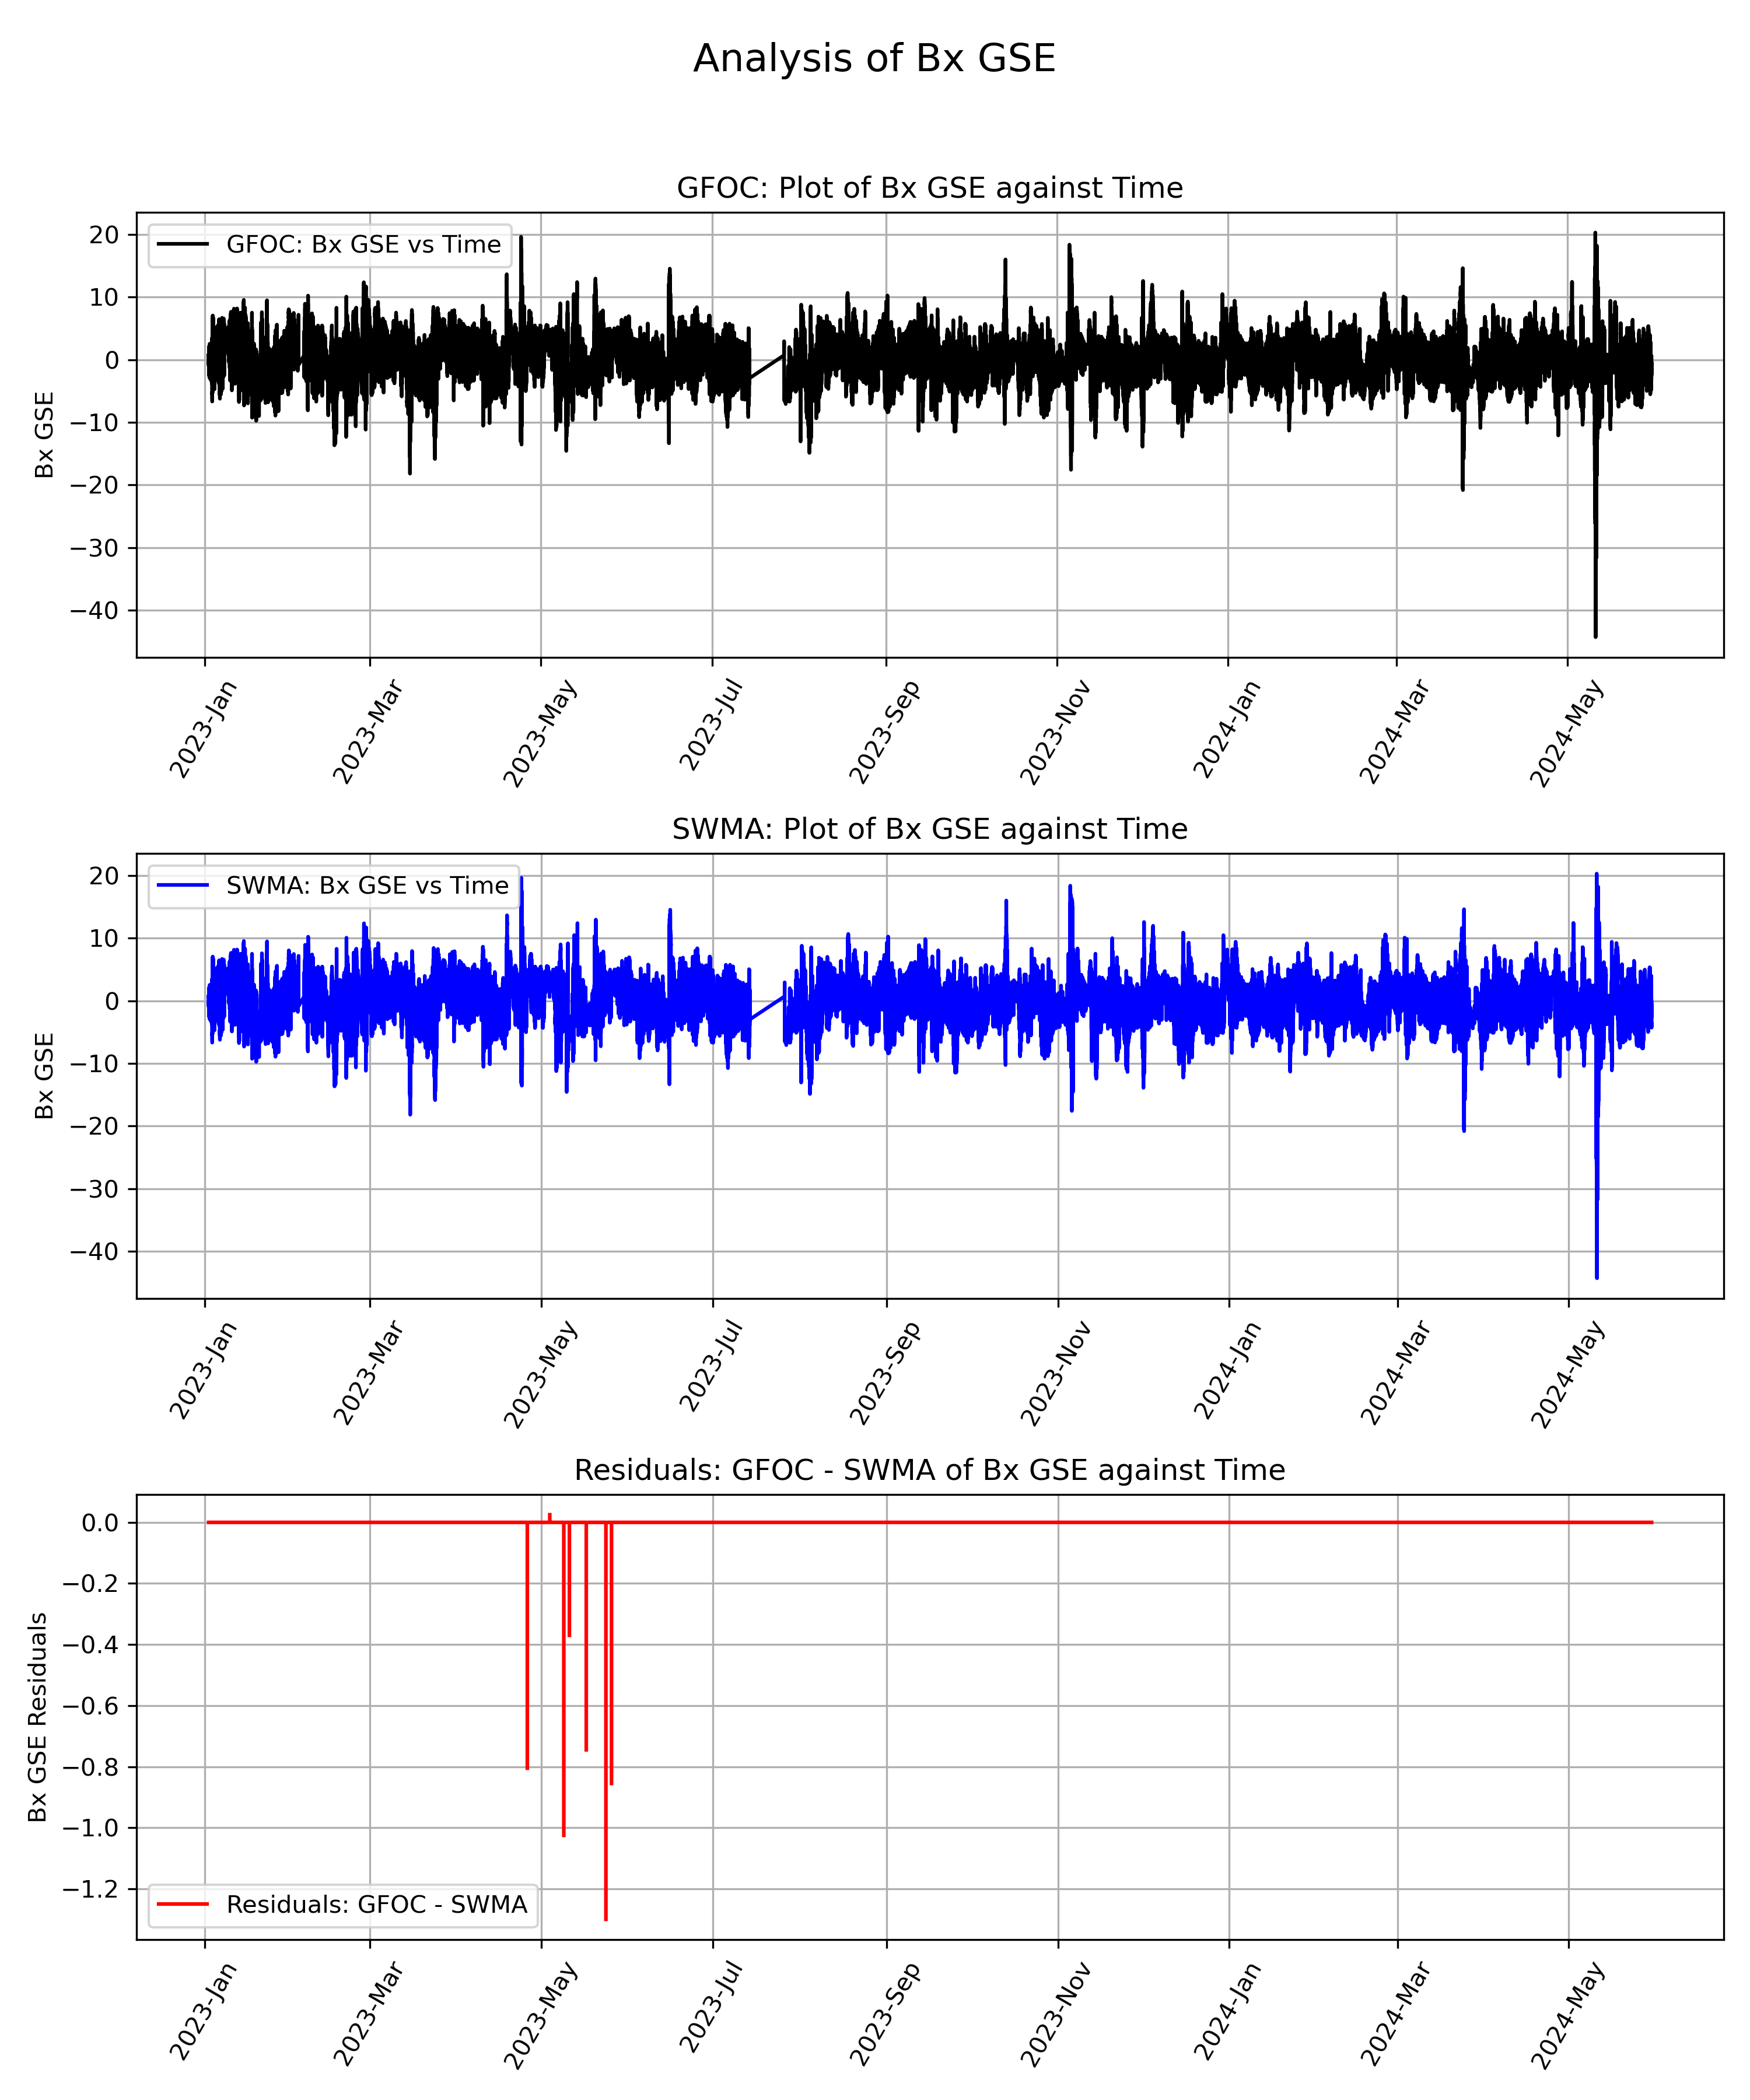 Analysis of Bx GSE
GFOC: Plot of Bx GSE against Time
GFOC: Bx GSE vs Time
Bx GSE
20
10
0
−10
−20
−30
−40
2023-Jan
2023-Mar
2023-May
2023-Jul
2023-Sep
2023-Nov
2024-Jan
2024-Mar
2024-May
SWMA: Plot of Bx GSE against Time
SWMA: Bx GSE vs Time
Bx GSE
20
10
0
−10
−20
−30
−40
2023-Jan
2023-Mar
2023-May
2023-Jul
2023-Sep
2023-Nov
2024-Jan
2024-Mar
2024-May
Residuals: GFOC - SWMA of Bx GSE against Time
Bx GSE Residuals
0.0
−0.2
−0.4
−0.6
−0.8
−1.0
−1.2
Residuals: GFOC - SWMA
2023-Jan
2023-Mar
2023-May
2023-Jul
2023-Sep
2023-Nov
2024-Jan
2024-Mar
2024-May